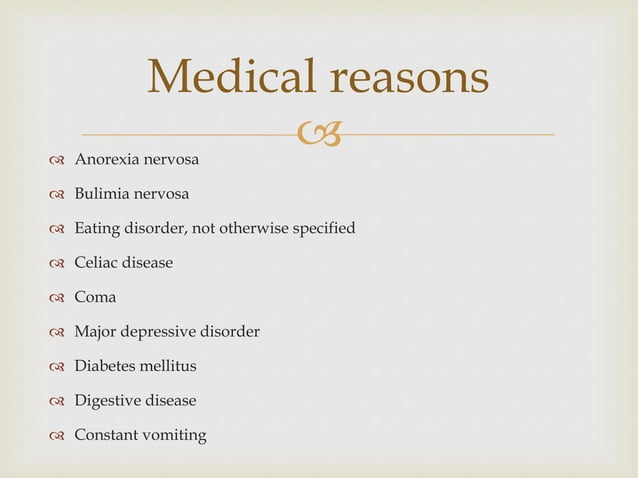 Medical reasons
Anorexia nervosa
Bulimia nervosa
Eating disorder, not otherwise specified
Celiac disease
Coma
Major depressive disorder
Diabetes mellitus
Digestive disease
Constant vomiting